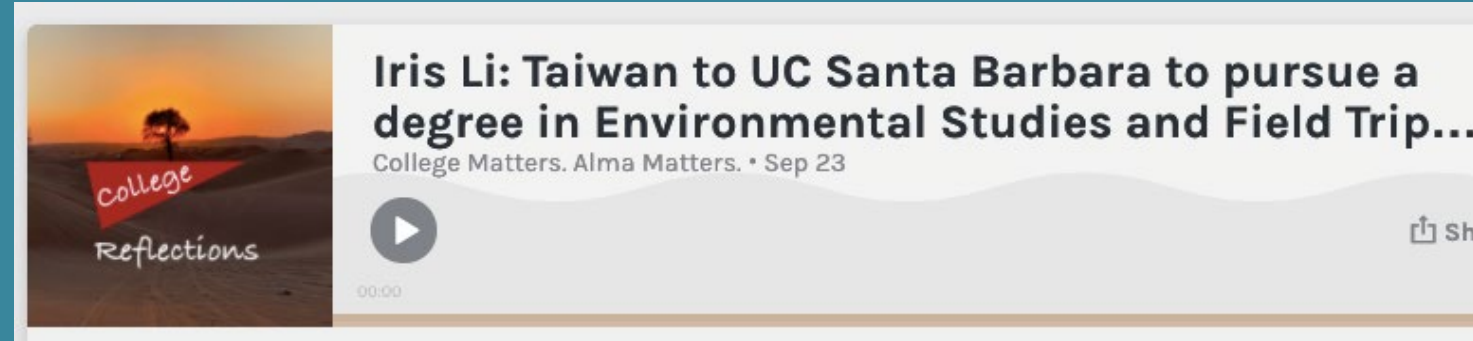 College
Reflections
Iris Li: Taiwan to UC Santa Barbara to pursue a
degree in Environmental Studies and Field Trip...
College Matters. Alma Matters. • Sep 23
00:00